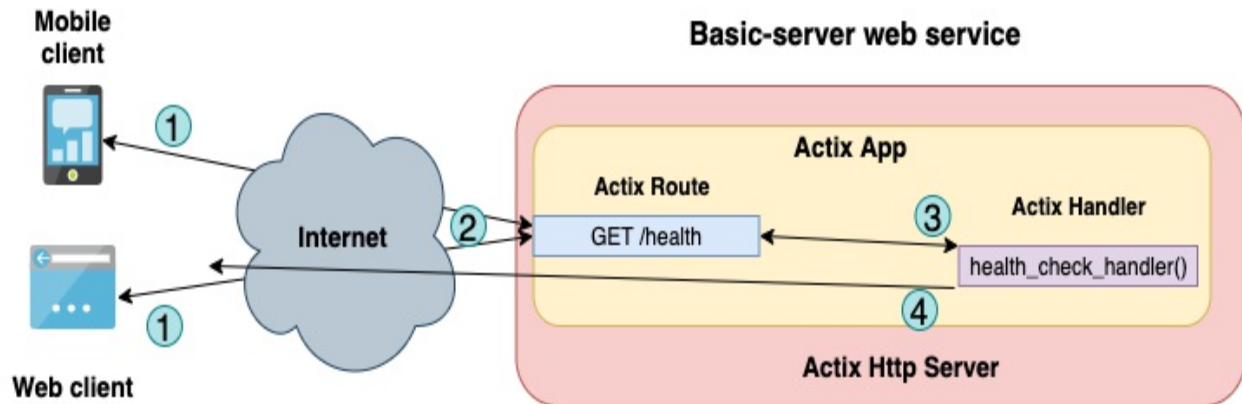 Mobile
client
Basic-server web service
1
Actix App
Actix Route
Actix Handler
2
3
Internet
GET /health
health_check_handler()
4
1
Actix Http Server
Web client